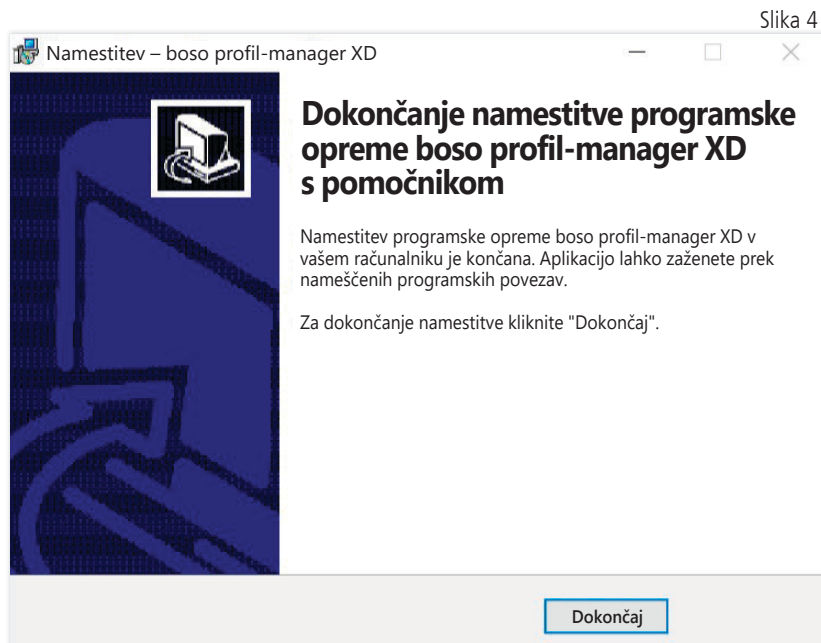 Slika 4
Namestitev – boso profil-manager XD
Dokončanje namestitve programske
opreme boso profil-manager XD
s pomočnikom
Namestitev programske opreme boso profil-manager XD v
vašem računalniku je končana. Aplikacijo lahko zaženete prek
nameščenih programskih povezav.
Za dokončanje namestitve kliknite "Dokončaj".
Dokončaj